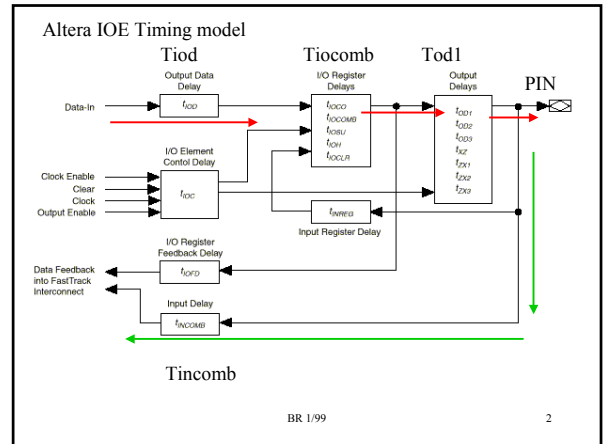 Altera IOE Timing model
Tiod
Tiocomb
Tod1
PIN
Output Data
Delay
I/O Register
Delays
Output
Delays
Data-In
tIOD
tIOCO
tIOCOMB
tIOSU
tIOH
tIOCLR
tOD1
tOD2
tOD3
tXZ
tZX1
tZX2
tZX3
I/O Element
Contol Delay
Clock Enable
Clear
Clock
Output Enable
tIOC
tINREG
Input Register Delay
I/O Register
Feedback Delay
Data Feedback
into FastTrack
Interconnect
tIOFD
Input Delay
tINCOMB
Tincomb
BR 1/99
2